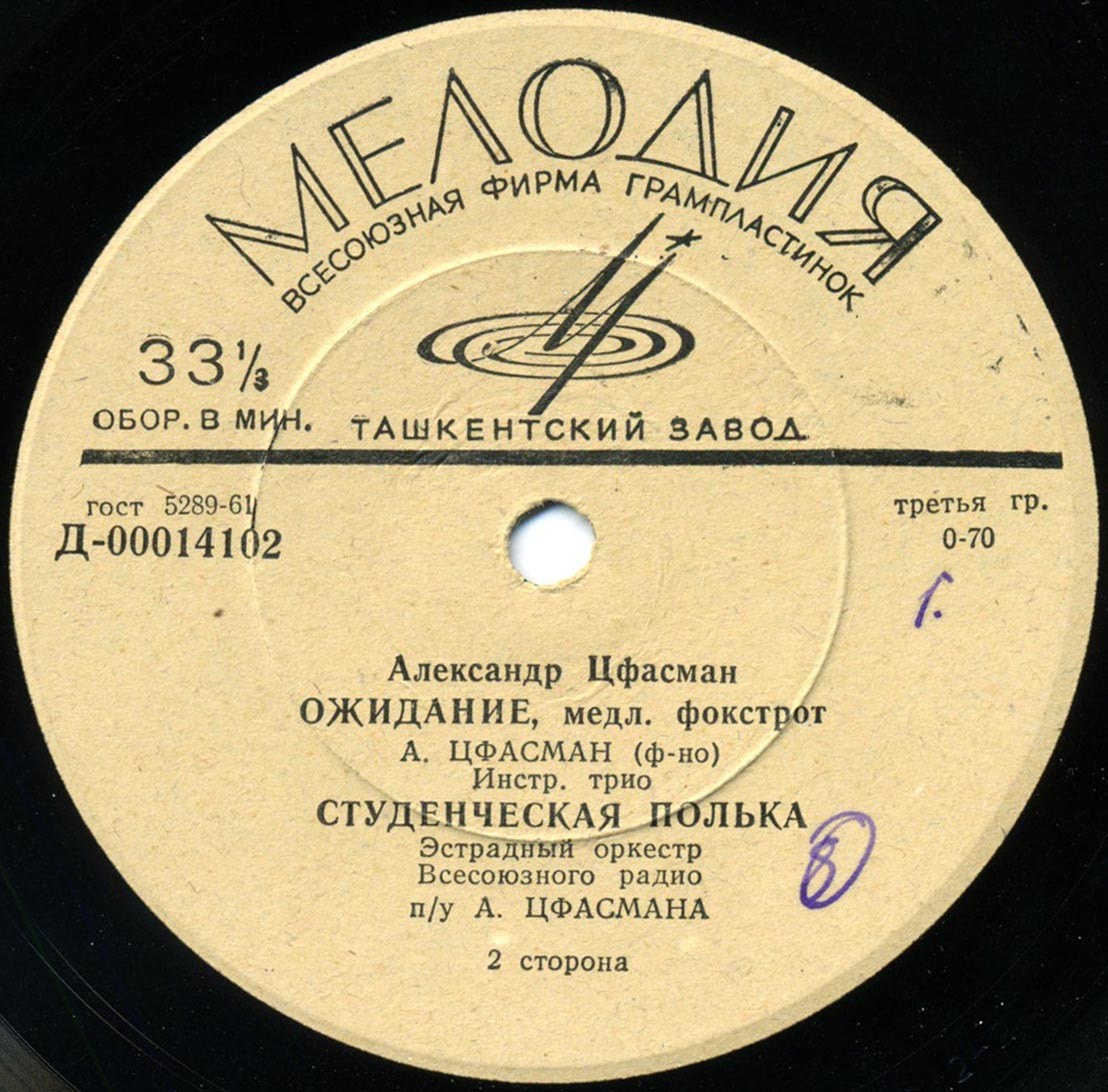 МЕЛОДИЯ
ВСЕСОЮЗНАЯ ФИРМА ГРАМПЛАСТИНОК
33⅓
ОБОР. В МИН.
ТАШКЕНТСКИЙ ЗАВОД
гост 5289-61
Д-00014102
третья гр.
0-70
Г.
Александр Цфасман
ОЖИДАНИЕ, медл. фокстрот
А. ЦФАСМАН (ф-но)
Инстр. трио
СТУДЕНЧЕСКАЯ ПОЛЬКА
Эстрадный оркестр
Всесоюзного радио
п/у А. ЦФАСМАНА
2 сторона